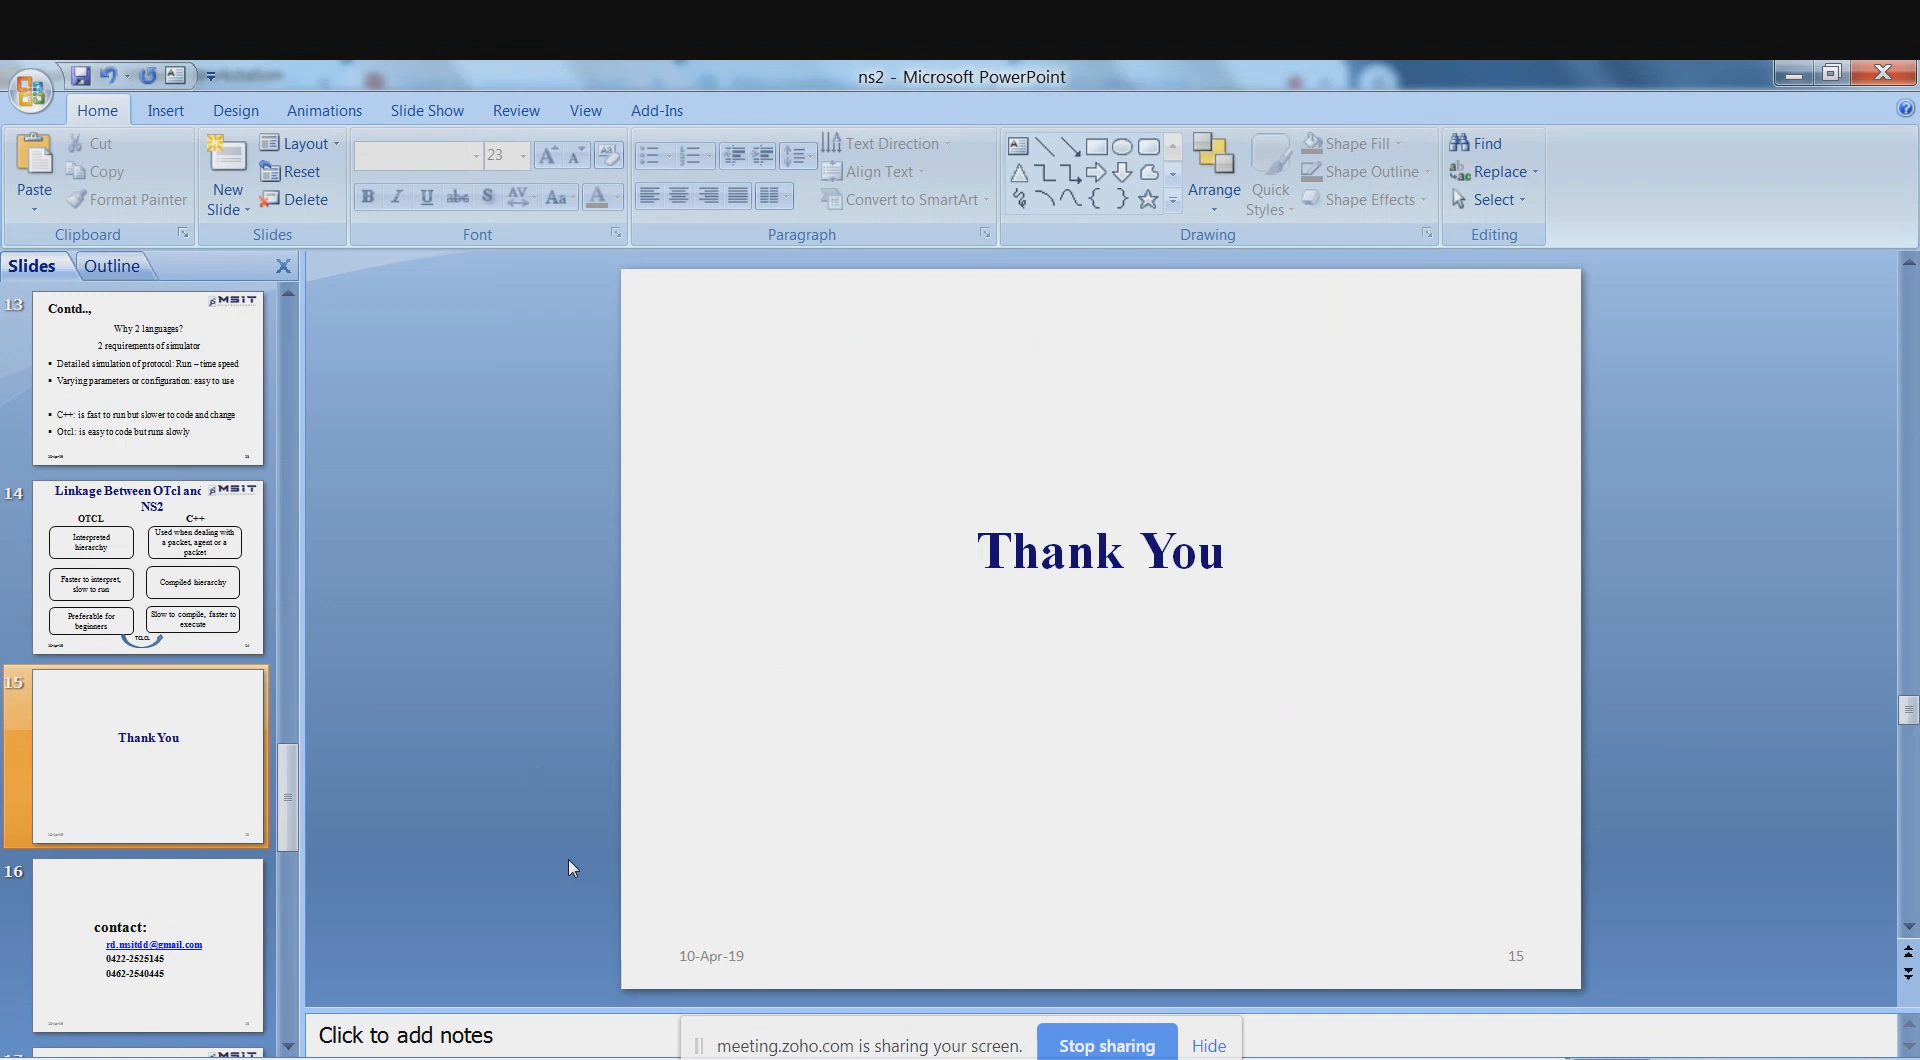 ns2 - Microsoft PowerPoint
Home
Insert
Design
Animations
Slide Show
Review
View
Add-Ins
Paste
Cut
Copy
Format Painter
Clipboard
New
Slide
Layout
Reset
Delete
Slides
23
Font
Text Direction
Align Text
Convert to SmartArt
Paragraph
Arrange
Quick
Styles
Shape Fill
Shape Outline
Shape Effects
Drawing
Find
Replace
Select
Editing
Slides
Outline
13
MSiT
Contd..,
Why 2 languages?
2 requirements of simulator
Detailed simulation of protocol: Run – time speed
Varying parameters or configuration: easy to use
C++: is fast to run but slower to code and change
Otcl: is easy to code but runs slowly
14
Linkage Between OTcl and
MSiT
NS2
OTCL
C++
Interpreted
hierarchy
Used when dealing with
a packet, agent or a
packet
Faster to interpret,
slow to run
Compiled hierarchy
Preferable for
beginners
Slow to compile, faster to
execute
TCLCL
15
Thank You
16
contact:
rd.msitdd@gmail.com
0422-2525145
0462-2540445
Thank You
10-Apr-19
15
Click to add notes
meeting.zoho.com is sharing your screen.
Stop sharing
Hide